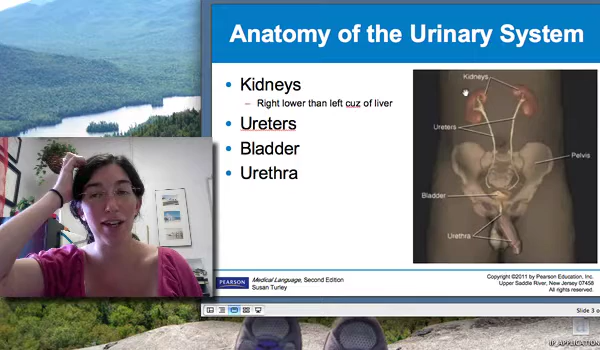 Anatomy of the Urinary System
• Kidneys
– Right lower than left cuz of liver
• Ureters
• Bladder
• Urethra
Kidneys
Ureters
Pelvis
Bladder
Urethra
PEARSON
Medical Language, Second Edition
Susan Turley
Copyright ©2011 by Pearson Education, Inc.
Upper Saddle River, New Jersey 07458
All rights reserved.
Slide 3 o
IP_APPLICATION